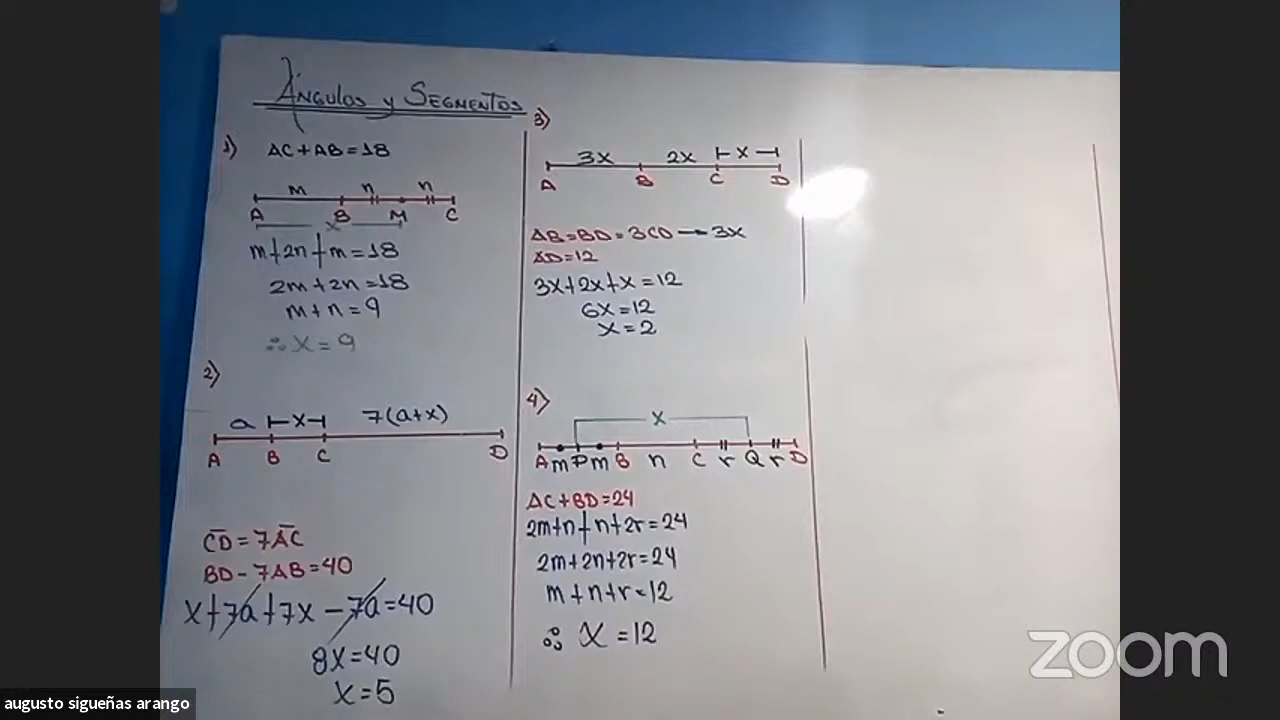 Ángulos y Segmentos
1) AC+AB=18
m n n
A B M C
x
m+2n+m=18
2m+2n=18
m+n=9
∴ x=9
2)
a x 7(a+x)
A B C D
C̅D̅=7A̅C̅
BD-7AB=40
x+7a+7x-7a=40
8x=40
x=5
3)
3x 2x x
A B C D
AB=BD=3CD → 3x
AD=12
3x+2x+x=12
6x=12
x=2
4)
x
A m P m B n C r Q r D
AC+BD=24
2m+n+n+2r=24
2m+2n+2r=24
m+n+r=12
∴ x=12
zoom
augusto sigueñas arango